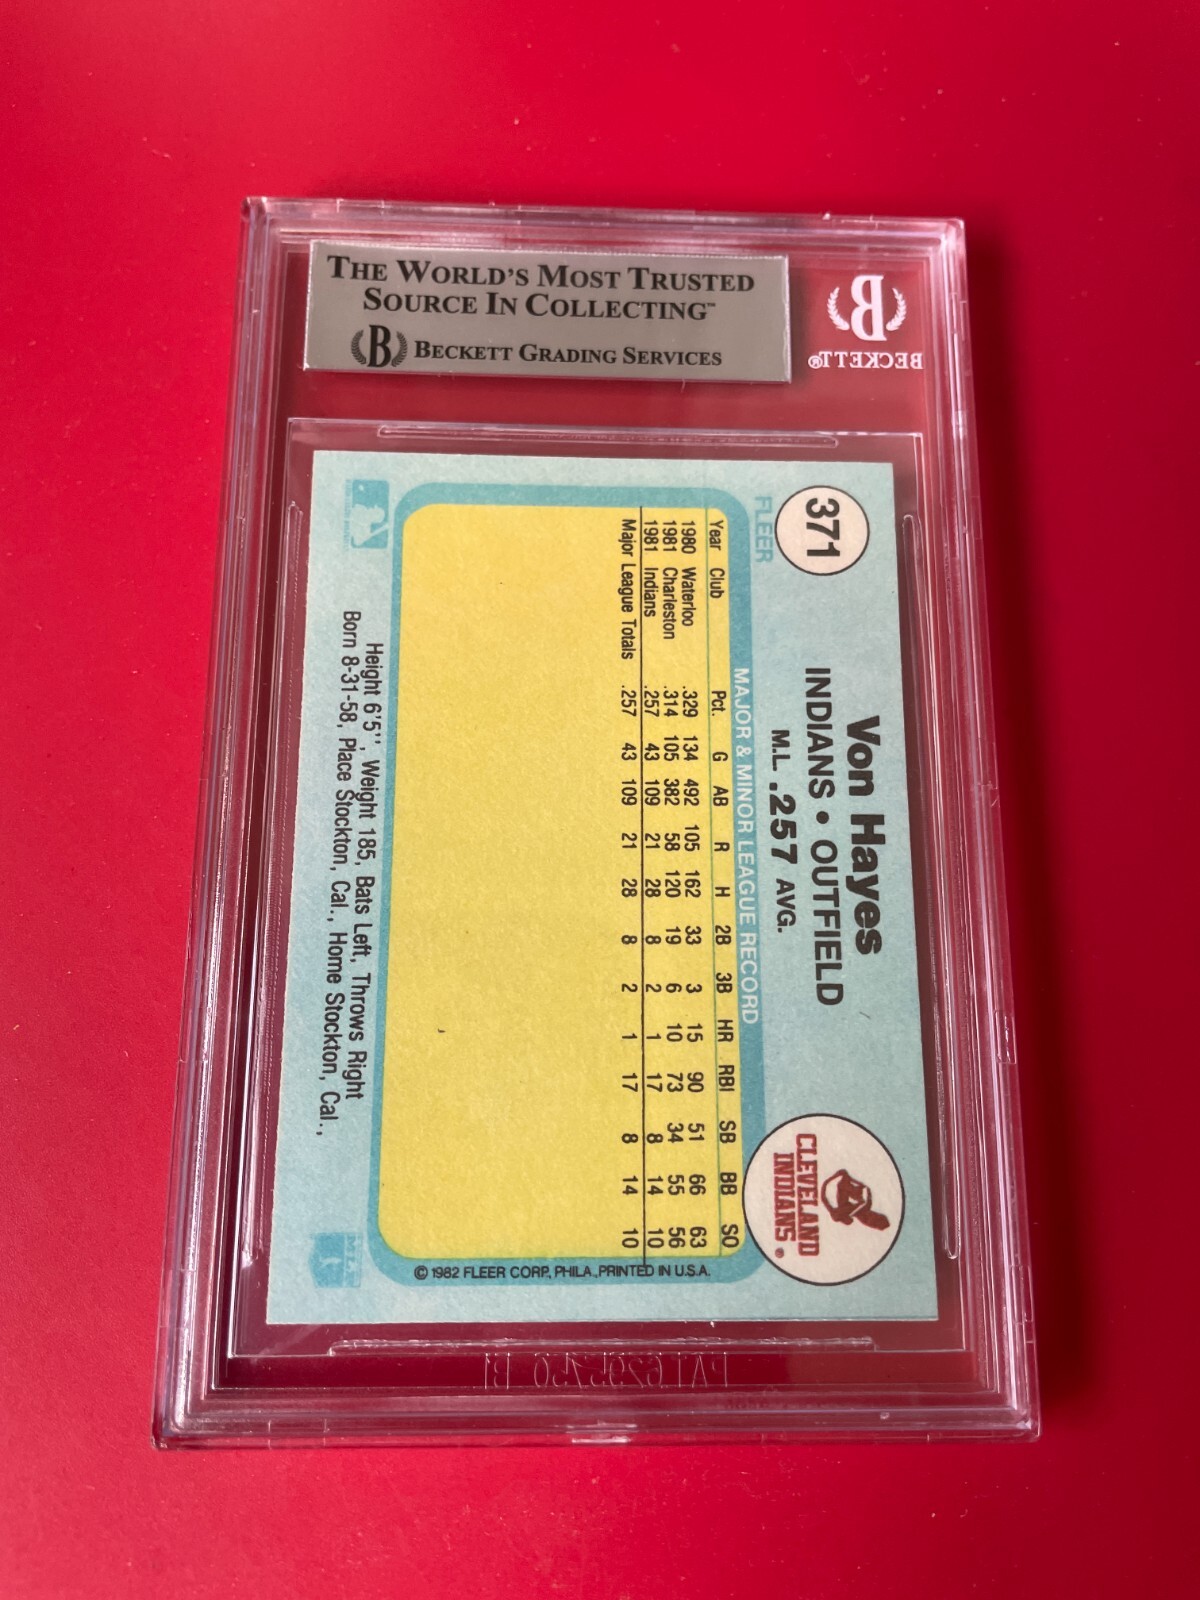 THE WORLD'S MOST TRUSTED
SOURCE IN COLLECTING™
B BECKETT GRADING SERVICES
B
BECKETT®
371
FLEER
Von Hayes
INDIANS • OUTFIELD
M.L. .257 AVG.
CLEVELAND
INDIANS®
MAJOR & MINOR LEAGUE RECORD
Year Club Pct. G AB R H 2B 3B HR RBI SB BB SO
1980 Waterloo .329 134 492 105 162 33 3 15 90 51 66 63
1981 Charleston .314 105 382 58 120 19 6 10 73 34 55 56
1981 Indians .257 43 109 21 28 8 2 1 17 8 14 10
Major League Totals .257 43 109 21 28 8 2 1 17 8 14 10
© 1982 FLEER CORP., PHILA., PRINTED IN U.S.A.
Height 6'5'', Weight 185, Bats Left, Throws Right
Born 8-31-58, Place Stockton, Cal., Home Stockton, Cal.,